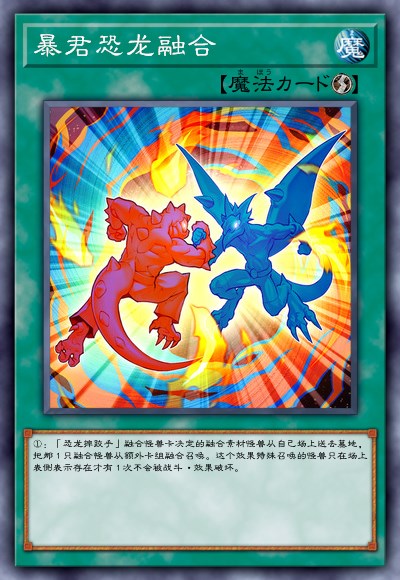 暴君恐龙融合
魔
【魔法カード】
まほう
①：「恐龙摔跤手」融合怪兽卡决定的融合素材怪兽从自己场上送去墓地，
把那１只融合怪兽从额外卡组融合召唤。这个效果特殊召唤的怪兽只在场上
表侧表示存在才有１次不会被战斗・效果破坏。